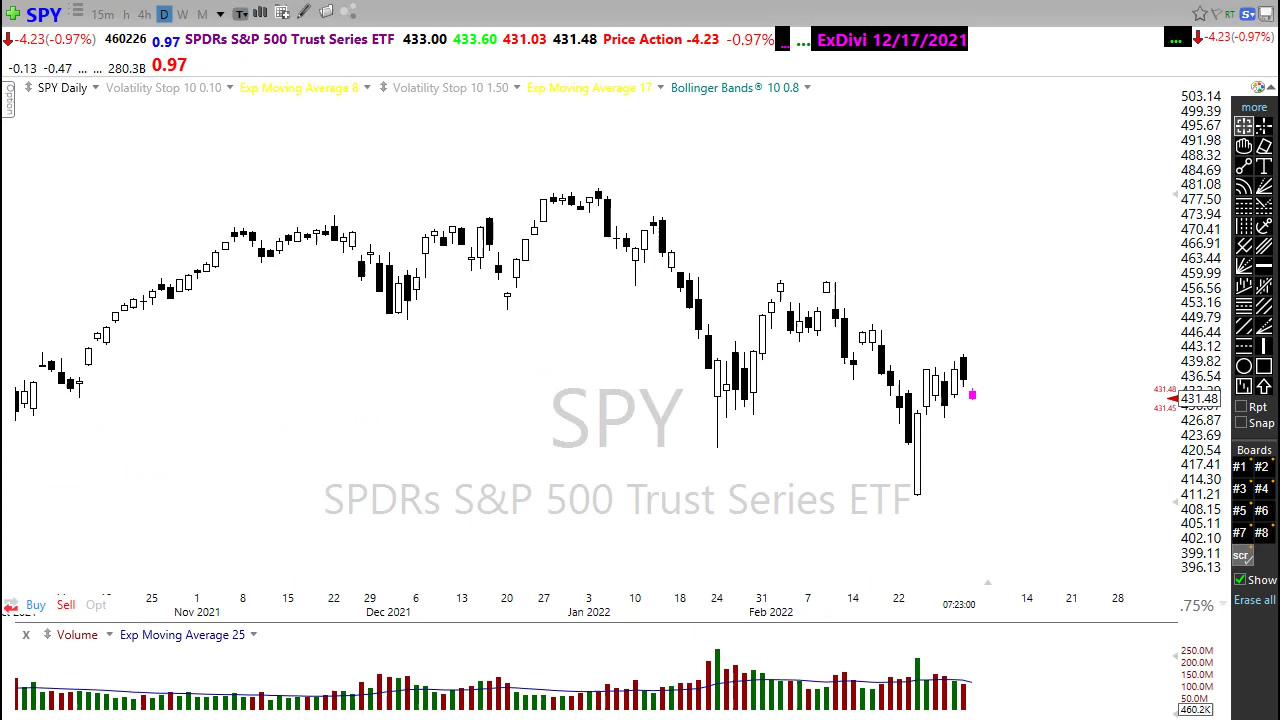 SPY 15m h 4h D W M T RT S
-4.23(-0.97%) 460226 0.97 SPDRs S&P 500 Trust Series ETF 433.00 433.60 431.03 431.48 Price Action -4.23 -0.97% ... ... ExDivi 12/17/2021 ... -4.23(-0.97%)
-0.13 -0.47 ... ... 280.3B 0.97
Option
SPY Daily Volatility Stop 10 0.10 Exp Moving Average 8 Volatility Stop 10 1.50 Exp Moving Average 17 Bollinger Bands® 10 0.8
503.14
499.39
495.67
491.98
488.32
484.69
481.08
477.50
473.94
470.41
466.91
463.44
459.99
456.56
453.16
449.79
446.44
443.12
439.82
436.54
431.48
431.48
431.45
426.87
423.69
420.54
417.41
414.30
411.21
408.15
405.11
402.10
399.11
396.13
SPY
SPDRs S&P 500 Trust Series ETF
more
T
Rpt
Snap
Boards
#1 #2
#3 #4
#5 #6
#7 #8
scr
Show
Erase all
25 1 8 15 22 29 6 13 20 27 3 10 18 24 31 7 14 22 07:23:00 14 21 28
Nov 2021 Dec 2021 Jan 2022 Feb 2022
Buy Sell Opt
.75%
x Volume Exp Moving Average 25
250.0M
200.0M
150.0M
100.0M
50.0M
460.2K